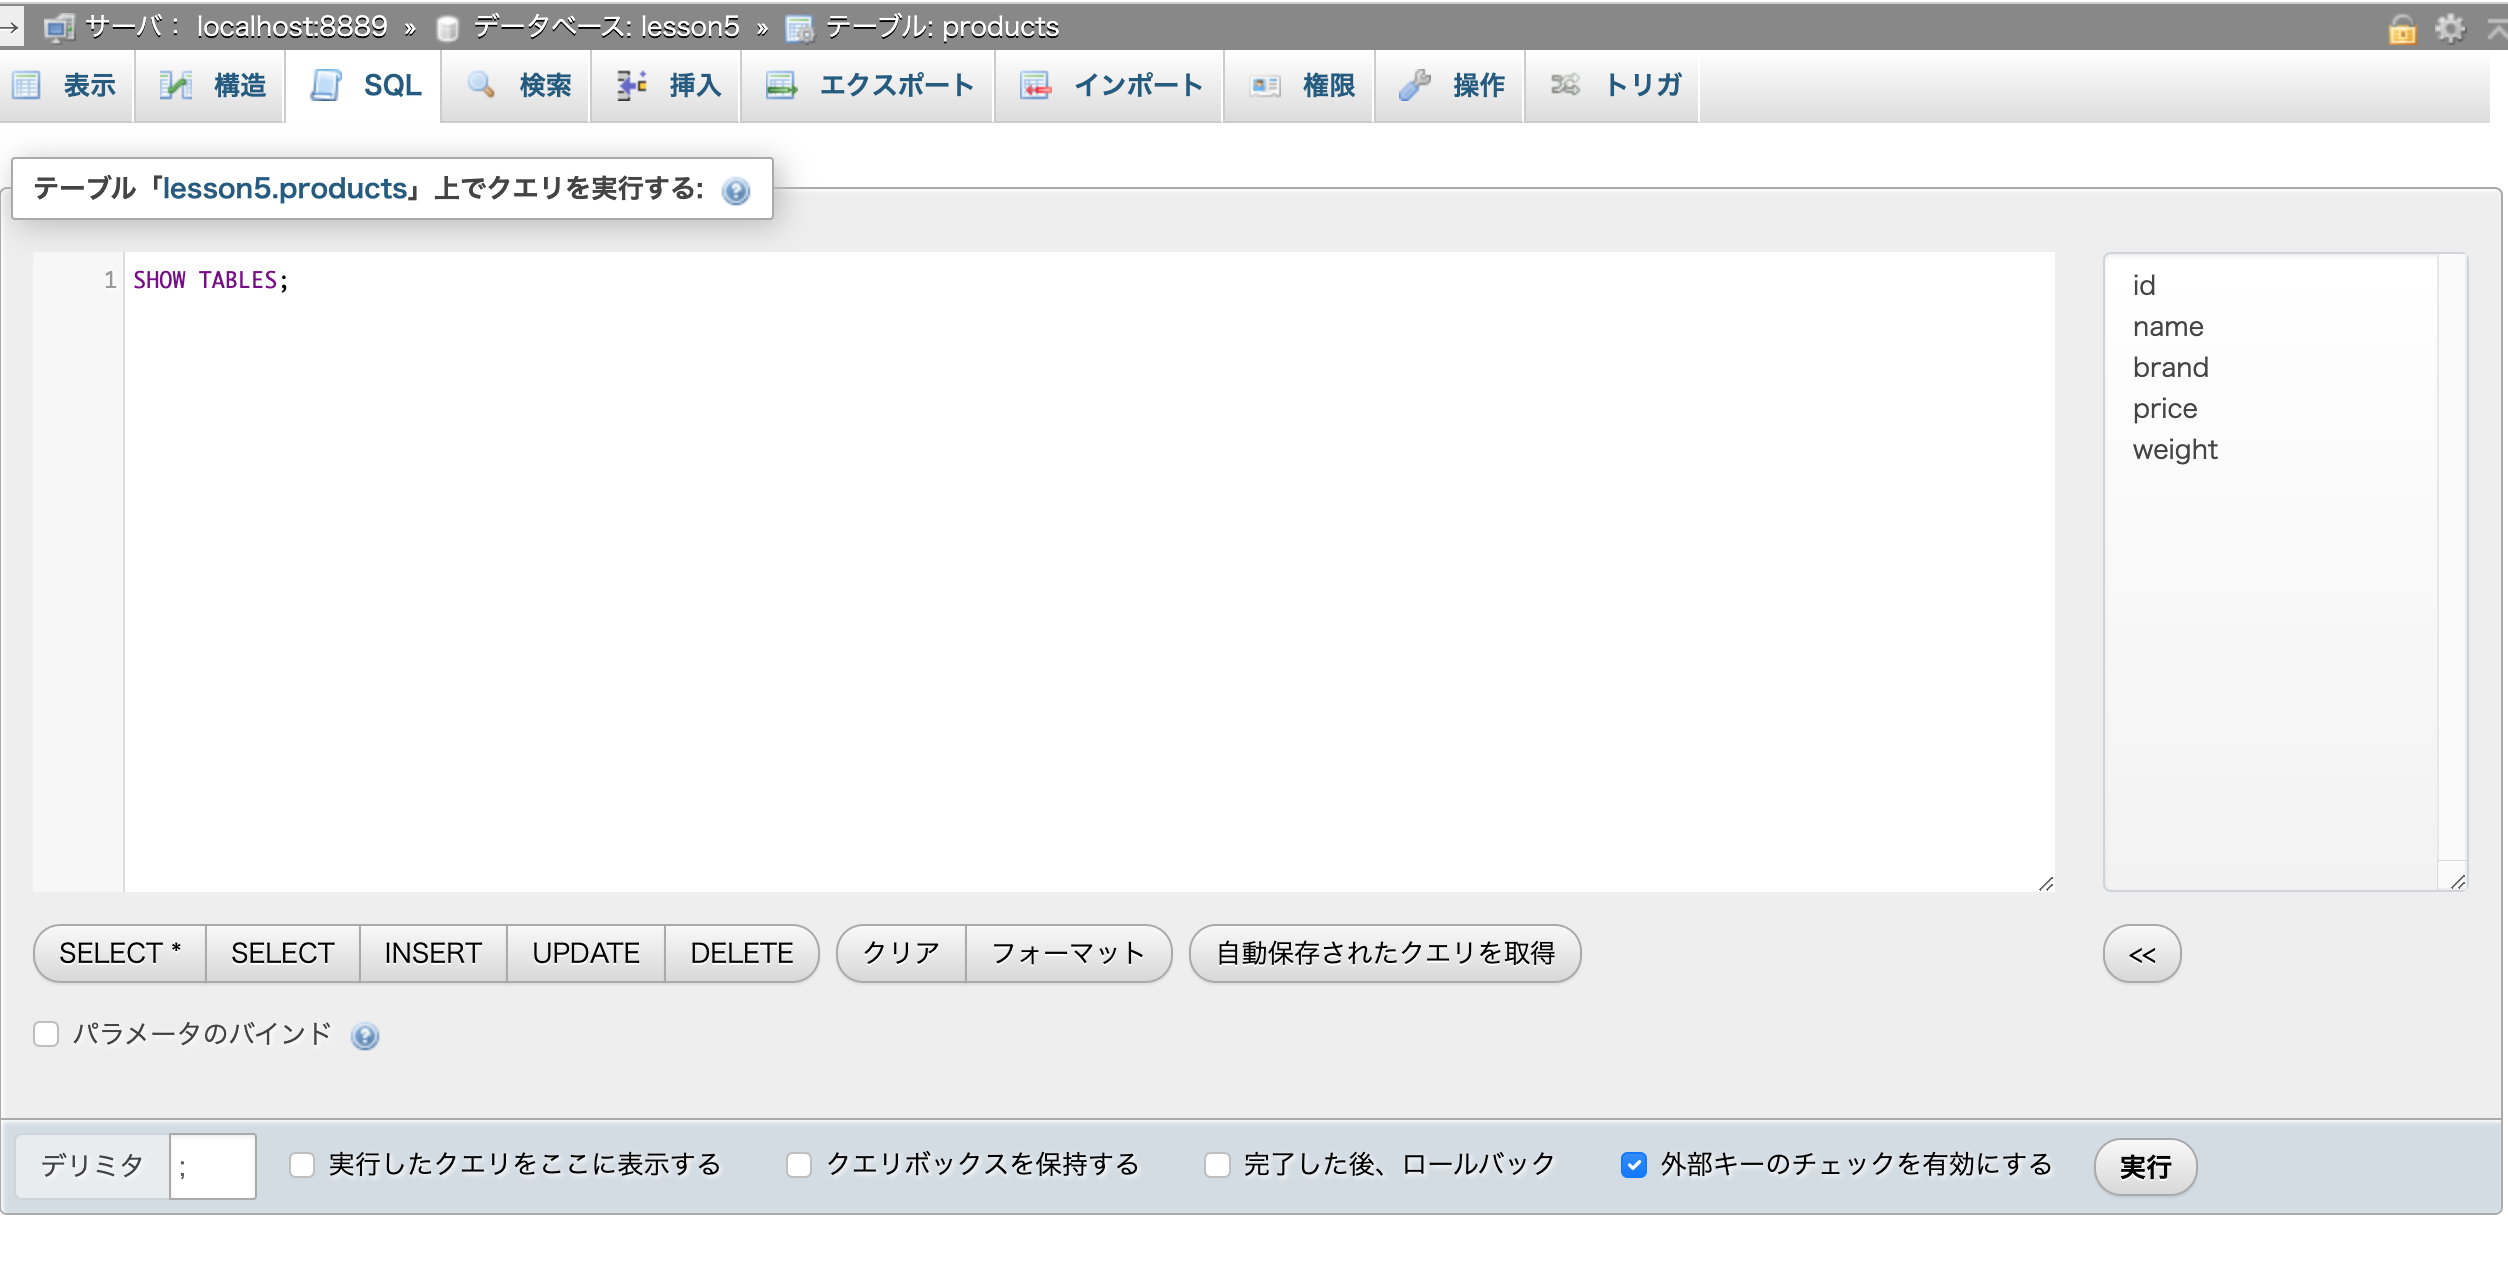 サーバ： localhost:8889 » データベース: lesson5 » テーブル: products
表示 構造 SQL 検索 挿入 エクスポート インポート 権限 操作 トリガ
テーブル「lesson5.products」上でクエリを実行する:
1 SHOW TABLES;
id
name
brand
price
weight
SELECT * SELECT INSERT UPDATE DELETE クリア フォーマット 自動保存されたクエリを取得 <<
パラメータのバインド
デリミタ ; 実行したクエリをここに表示する クエリボックスを保持する 完了した後、ロールバック 外部キーのチェックを有効にする 実行